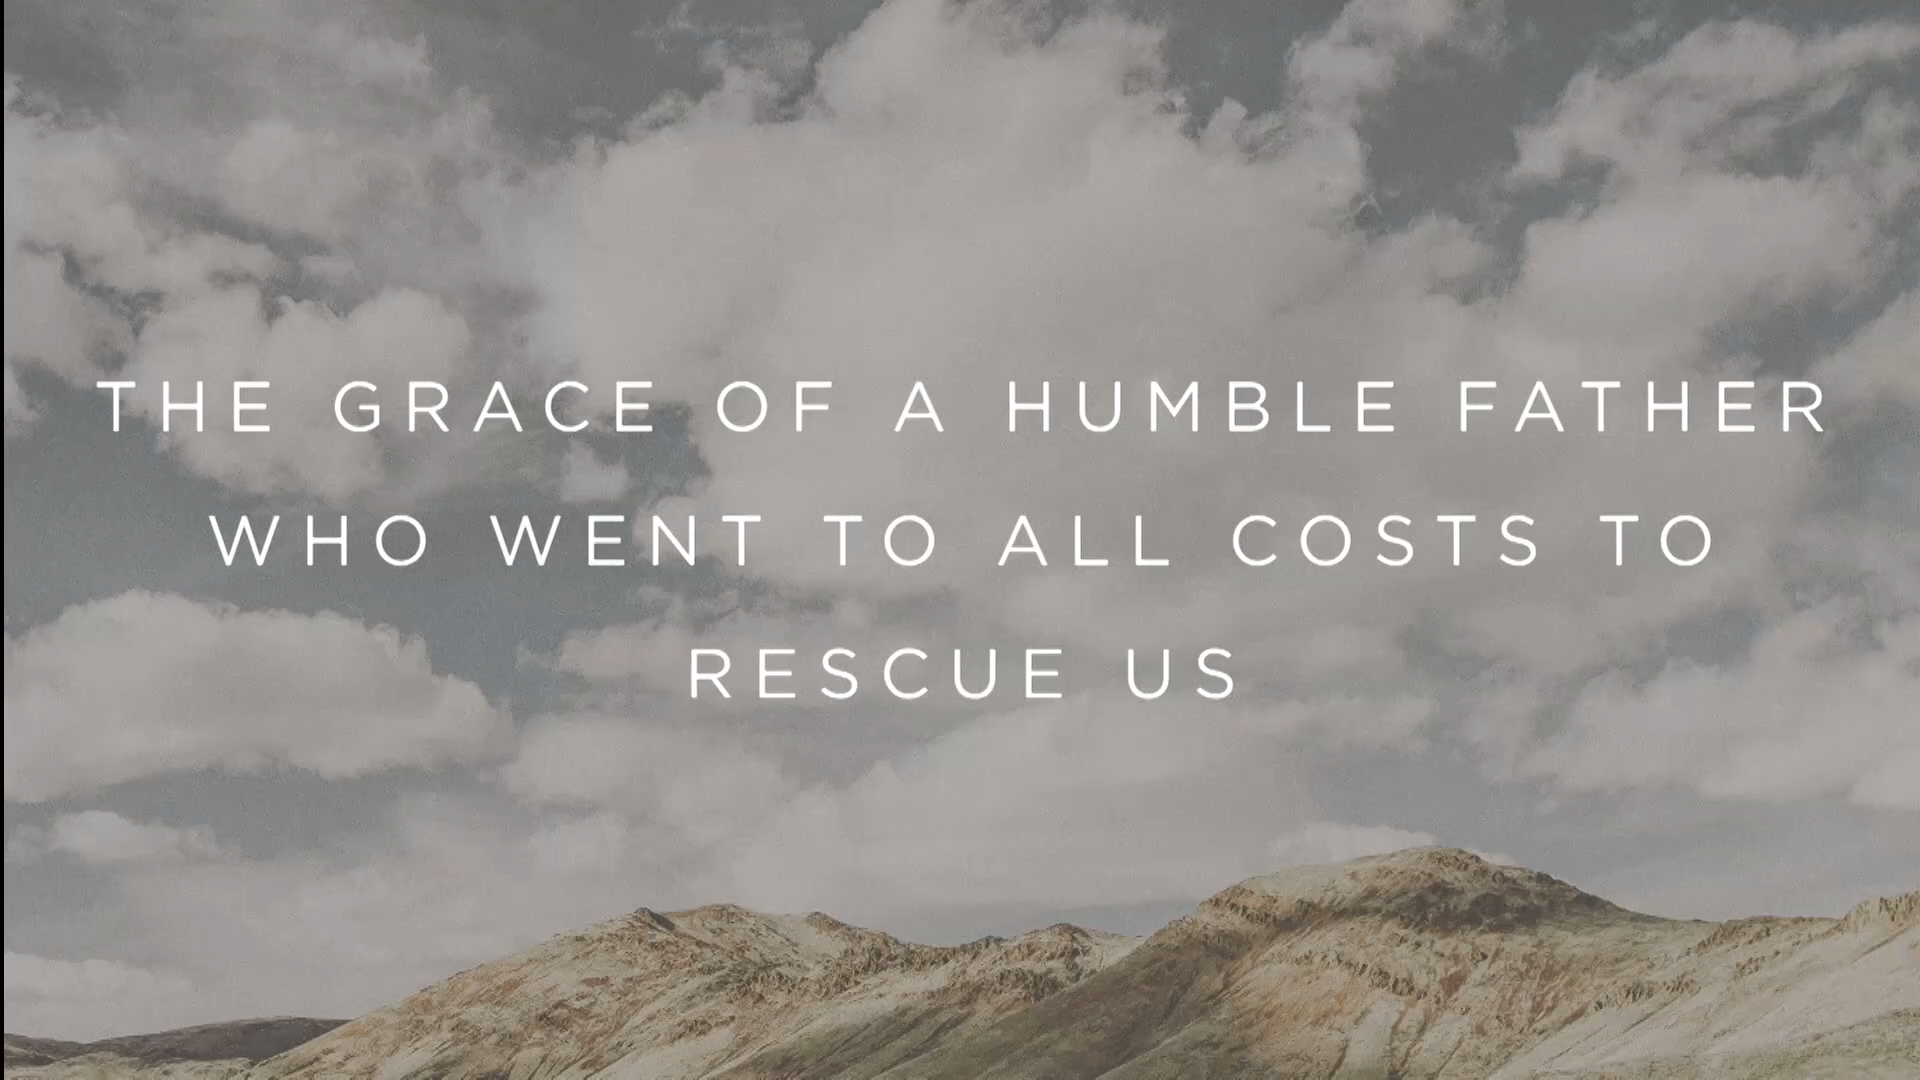 THE GRACE OF A HUMBLE FATHER
WHO WENT TO ALL COSTS TO
RESCUE US